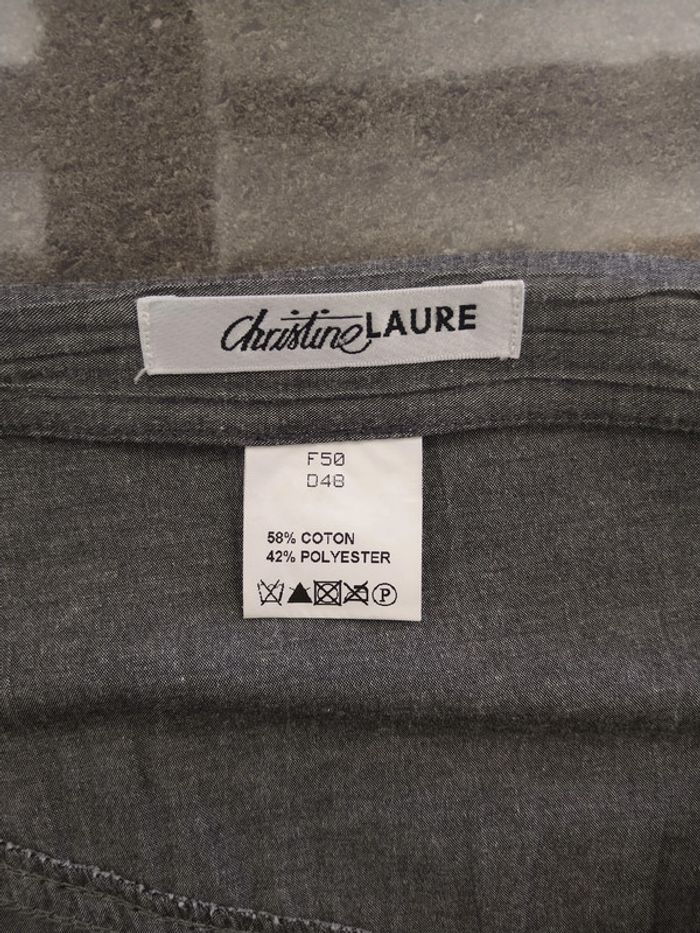 Christine LAURE
F50
D48
58% COTON
42% POLYESTER
P